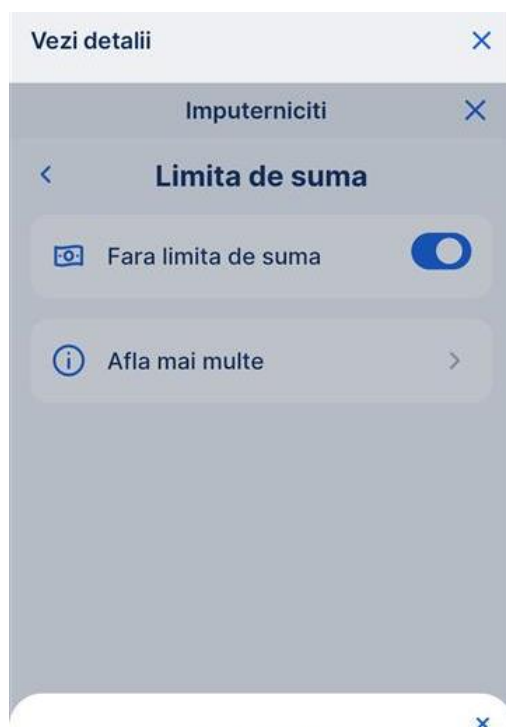 Vezi detalii
Imputerniciti
Limita de suma
Fara limita de suma
Afla mai multe